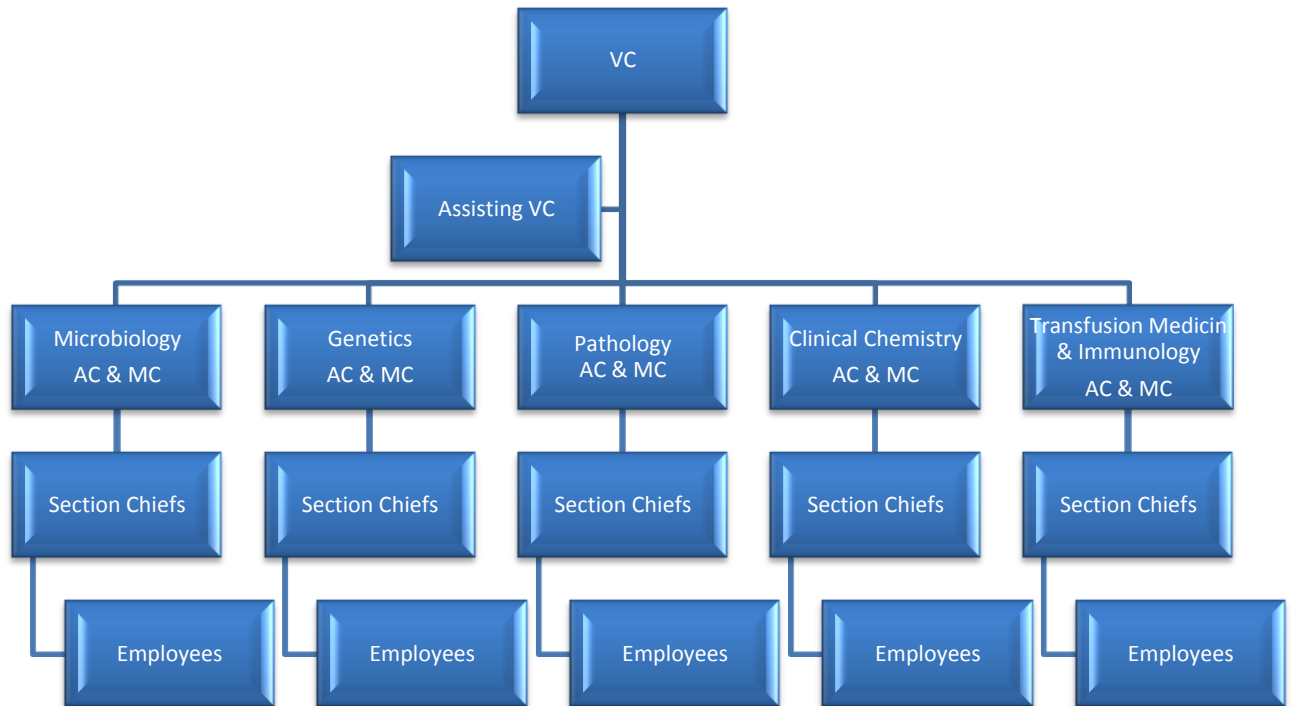 VC
Assisting VC
Microbiology
AC & MC
Genetics
AC & MC
Pathology
AC & MC
Clinical Chemistry
AC & MC
Transfusion Medicin
& Immunology
AC & MC
Section Chiefs
Section Chiefs
Section Chiefs
Section Chiefs
Section Chiefs
Employees
Employees
Employees
Employees
Employees